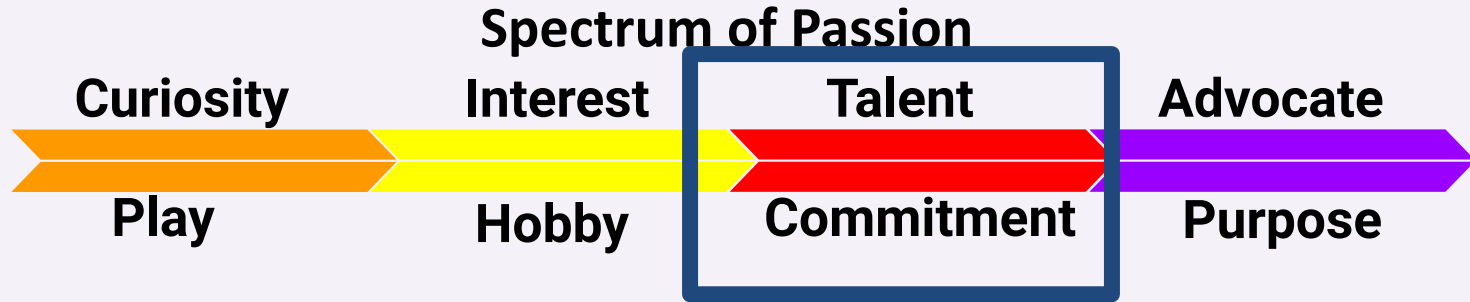 Spectrum of Passion
Curiosity Interest Talent Advocate
Play Hobby Commitment Purpose